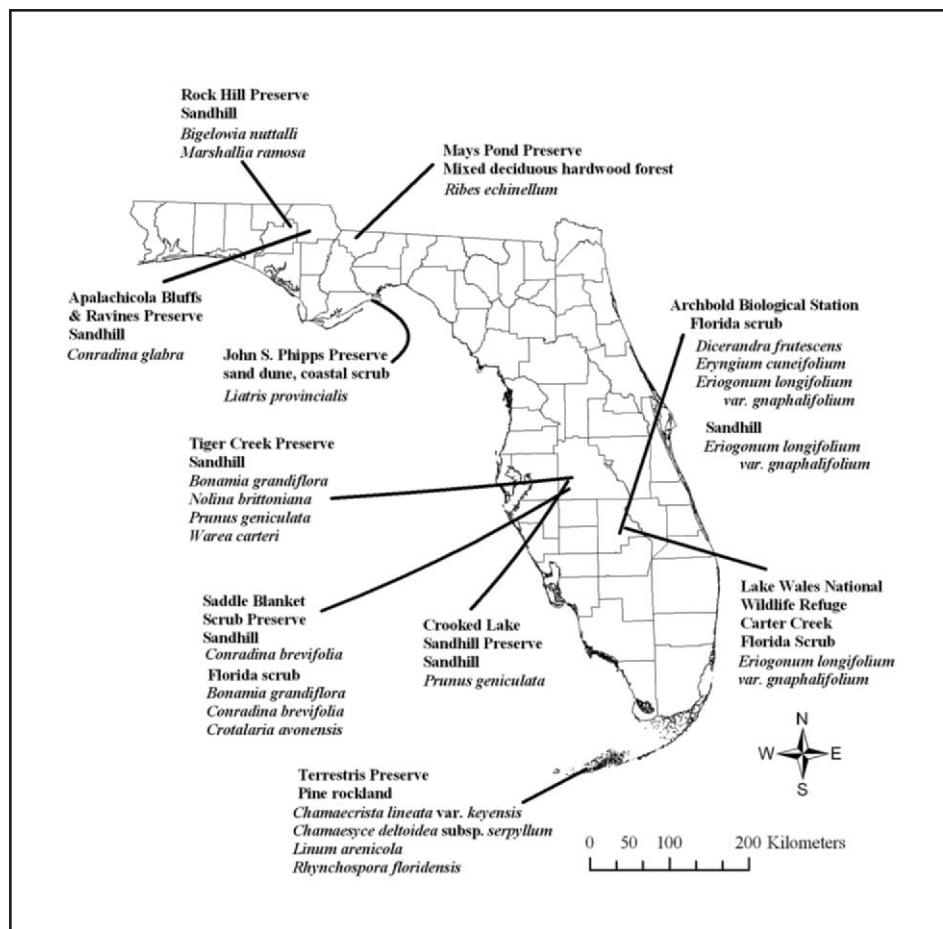 Rock Hill Preserve
Sandhill
Bigelowia nuttalli
Marshallia ramosa
Mays Pond Preserve
Mixed deciduous hardwood forest
Ribes echinellum
Apalachicola Bluffs
& Ravines Preserve
Sandhill
Conradina glabra
John S. Phipps Preserve
sand dune, coastal scrub
Liatris provincialis
Archbold Biological Station
Florida scrub
Dicerandra frutescens
Eryngium cuneifolium
Eriogonum longifolium
var. gnaphalifolium
Sandhill
Eriogonum longifolium
var. gnaphalifolium
Tiger Creek Preserve
Sandhill
Bonamia grandiflora
Nolina brittoniana
Prunus geniculata
Warea carteri
Saddle Blanket
Scrub Preserve
Sandhill
Conradina brevifolia
Florida scrub
Bonamia grandiflora
Conradina brevifolia
Crotalaria avonensis
Crooked Lake
Sandhill Preserve
Sandhill
Prunus geniculata
Lake Wales National
Wildlife Refuge
Carter Creek
Florida Scrub
Eriogonum longifolium
var. gnaphalifolium
Terrestris Preserve
Pine rockland
Chamaecrista lineata var. keyensis
Chamaesyce deltoidea subsp. serpyllum
Linum arenicola
Rhynchospora floridensis
N
W E
S
0 50 100 200 Kilometers